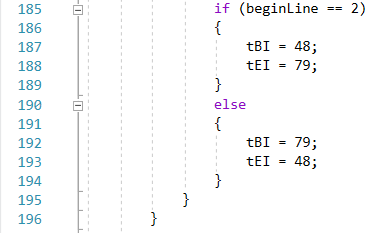 185 if (beginLine == 2)
186 {
187 tBI = 48;
188 tEI = 79;
189 }
190 else
191 {
192 tBI = 79;
193 tEI = 48;
194 }
195 }
196 }